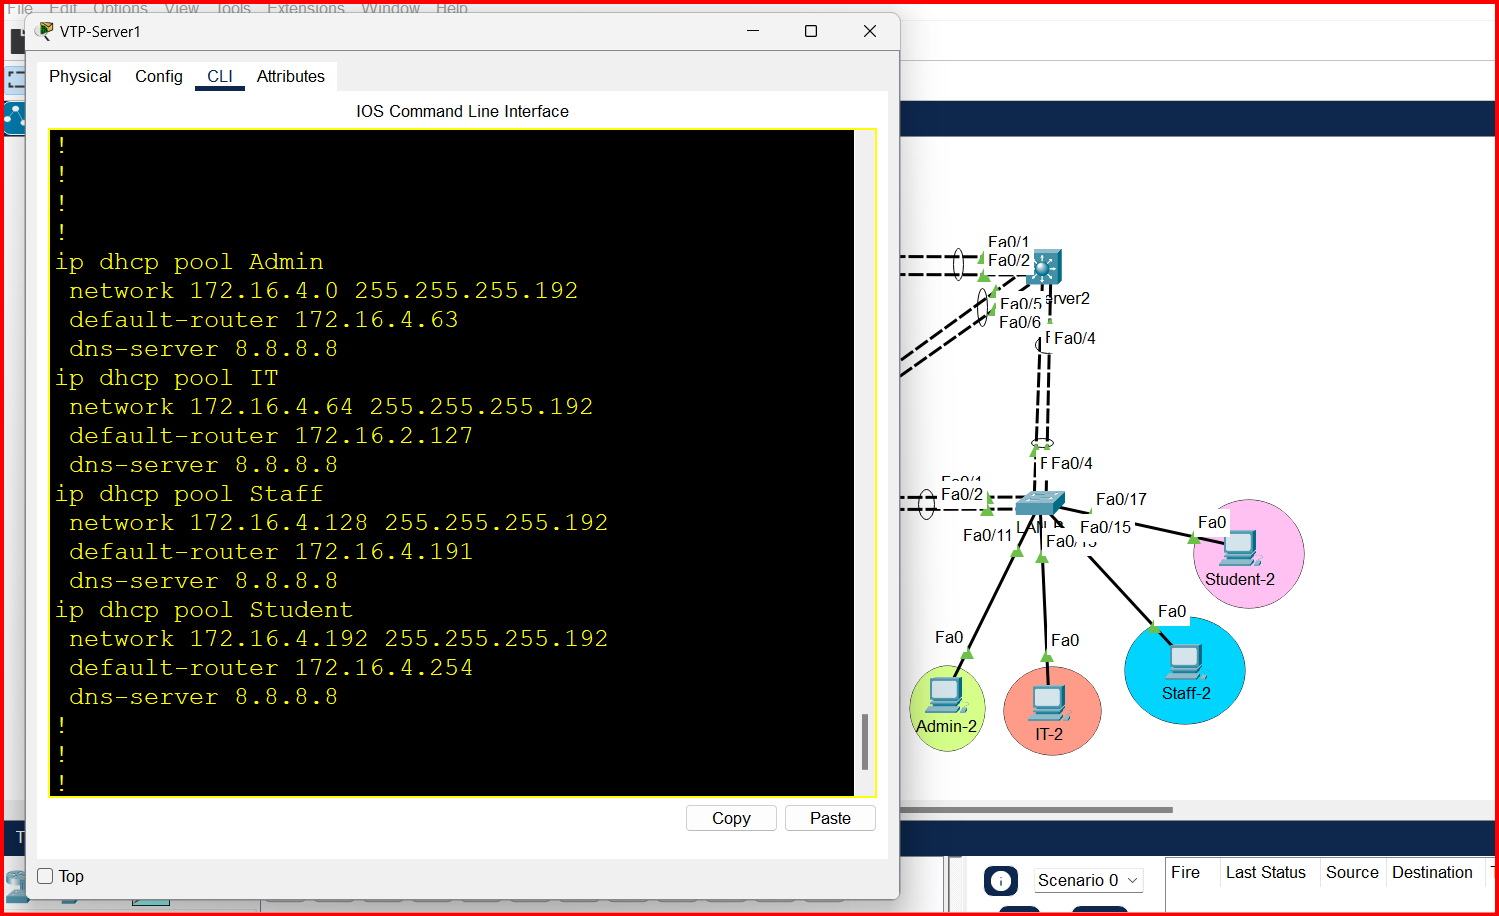 File Edit Options View Tools Extensions Window Help
VTP-Server1
Physical Config CLI Attributes
IOS Command Line Interface
!
!
!
!
ip dhcp pool Admin
network 172.16.4.0 255.255.255.192
default-router 172.16.4.63
dns-server 8.8.8.8
ip dhcp pool IT
network 172.16.4.64 255.255.255.192
default-router 172.16.2.127
dns-server 8.8.8.8
ip dhcp pool Staff
network 172.16.4.128 255.255.255.192
default-router 172.16.4.191
dns-server 8.8.8.8
ip dhcp pool Student
network 172.16.4.192 255.255.255.192
default-router 172.16.4.254
dns-server 8.8.8.8
!
!
!
Copy Paste
Top
Fa0/1
Fa0/2
erver2
Fa0/5
Fa0/6
Fa0/4
Fa0/4
Fa0/2
Fa0/17
Fa0/15
Fa0/11
Fa0
Student-2
Fa0
Staff-2
Fa0
Admin-2
Fa0
IT-2
Scenario 0
Fire Last Status Source Destination